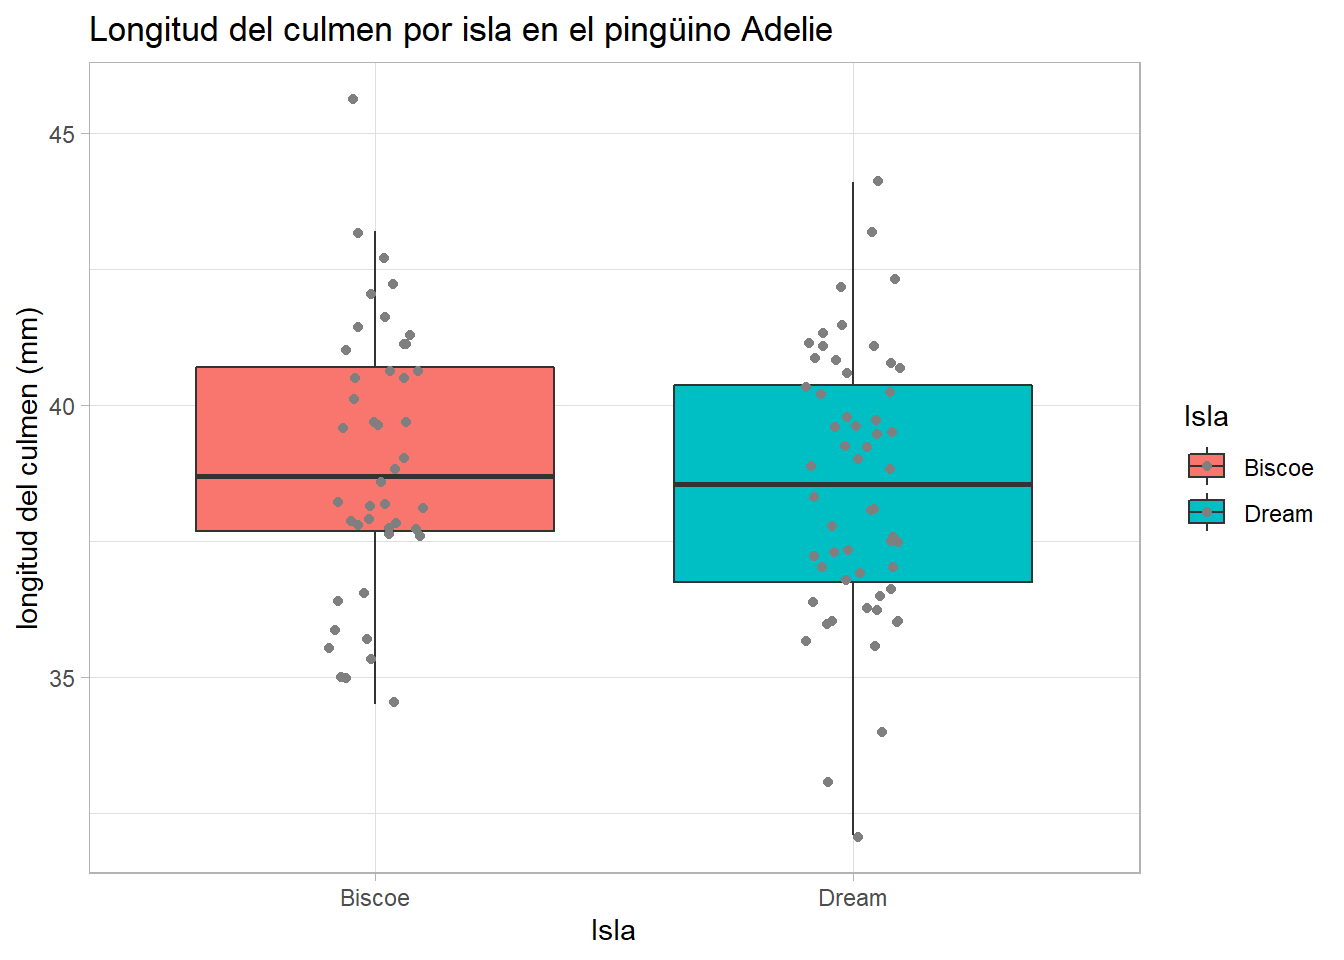 Longitud del culmen por isla en el pingüino Adelie
longitud del culmen (mm)
45
40
35
Biscoe
Dream
Isla
Isla
Biscoe
Dream